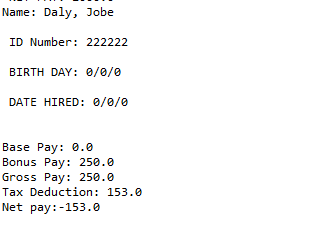 Name: Daly, Jobe
ID Number: 222222
BIRTH DAY: 0/0/0
DATE HIRED: 0/0/0
Base Pay: 0.0
Bonus Pay: 250.0
Gross Pay: 250.0
Tax Deduction: 153.0
Net pay:-153.0